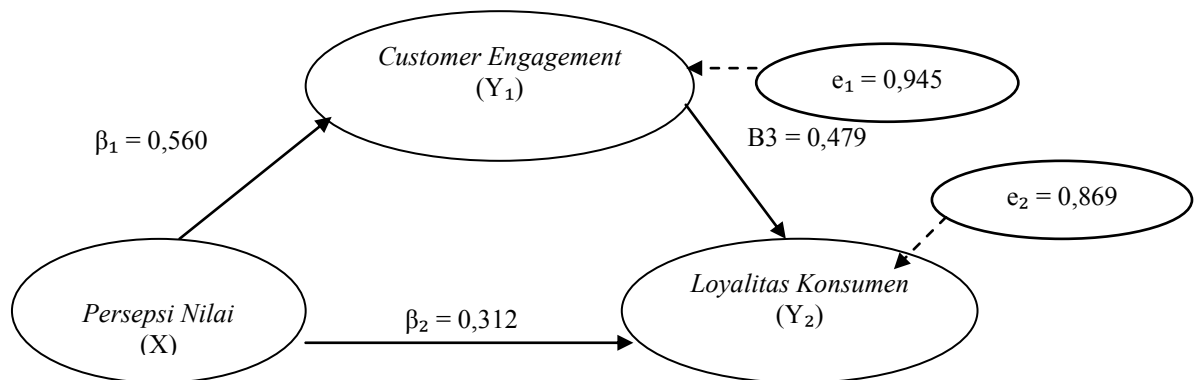 Customer Engagement
(Y₁)
e₁ = 0,945
β₁ = 0,560
B3 = 0,479
e₂ = 0,869
Persepsi Nilai
(X)
β₂ = 0,312
Loyalitas Konsumen
(Y₂)